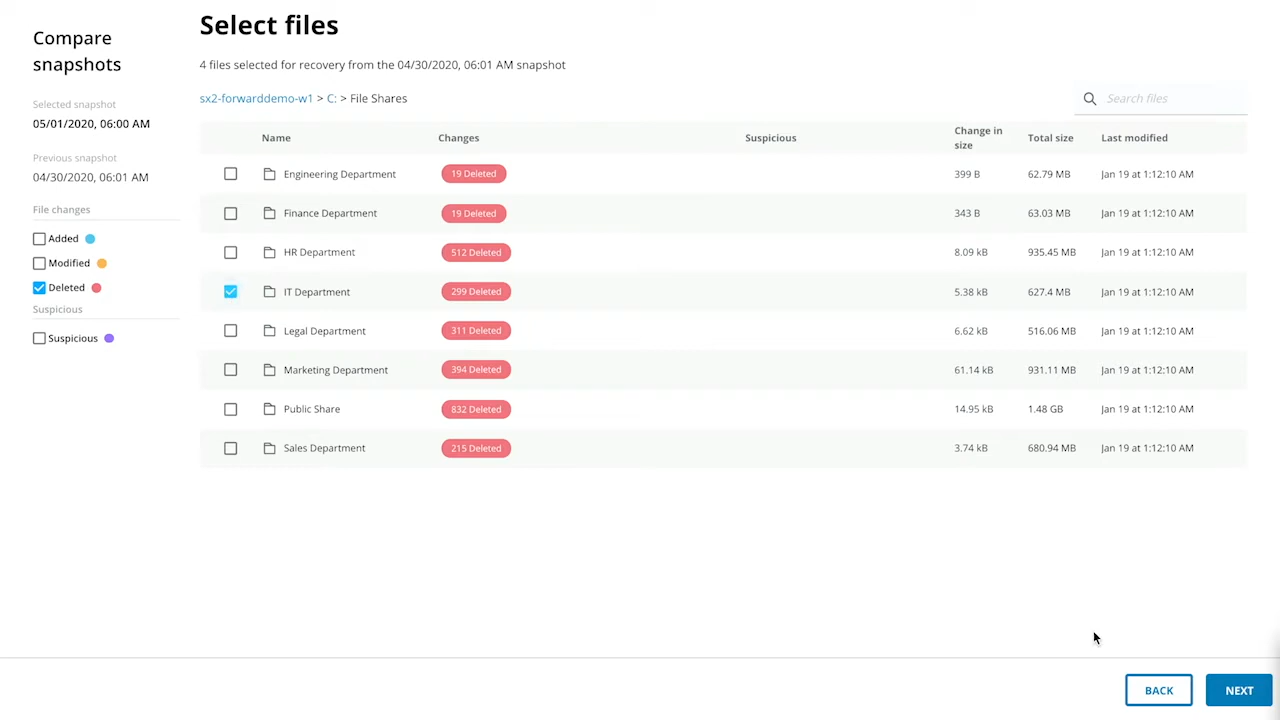 Compare
snapshots
Selected snapshot
05/01/2020, 06:00 AM
Previous snapshot
04/30/2020, 06:01 AM
File changes
Added
Modified
Deleted
Suspicious
Suspicious
Select files
4 files selected for recovery from the 04/30/2020, 06:01 AM snapshot
sx2-forwarddemo-w1 > C: > File Shares
Search files
Name Changes Suspicious Change in size Total size Last modified
Engineering Department 19 Deleted 399 B 62.79 MB Jan 19 at 1:12:10 AM
Finance Department 19 Deleted 343 B 63.03 MB Jan 19 at 1:12:10 AM
HR Department 512 Deleted 8.09 kB 935.45 MB Jan 19 at 1:12:10 AM
IT Department 299 Deleted 5.38 kB 627.4 MB Jan 19 at 1:12:10 AM
Legal Department 311 Deleted 6.62 kB 516.06 MB Jan 19 at 1:12:10 AM
Marketing Department 394 Deleted 61.14 kB 931.11 MB Jan 19 at 1:12:10 AM
Public Share 832 Deleted 14.95 kB 1.48 GB Jan 19 at 1:12:10 AM
Sales Department 215 Deleted 3.74 kB 680.94 MB Jan 19 at 1:12:10 AM
BACK NEXT